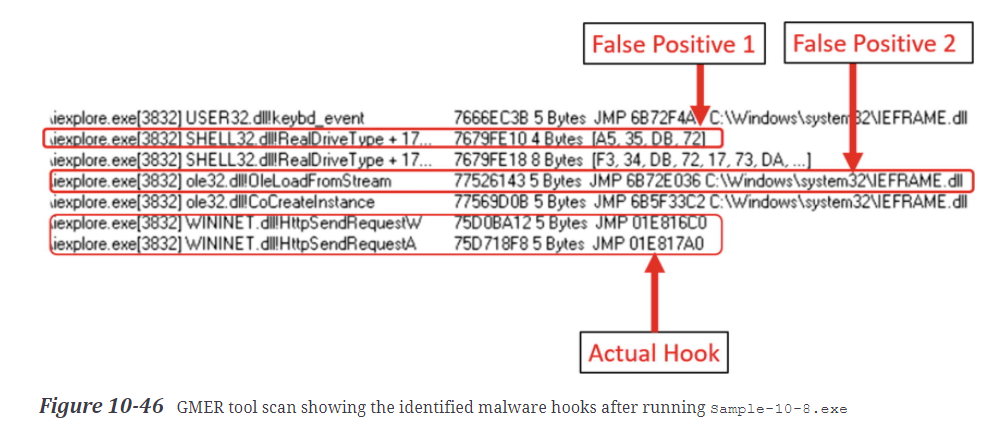 False Positive 1
False Positive 2
.\iexplore.exe[3832] USER32.dll!keybd_event 7666EC3B 5 Bytes JMP 6B72F4A C:\Windows\system32\IEFRAME.dll
.\iexplore.exe[3832] SHELL32.dll!RealDriveType + 17... 7679FE10 4 Bytes [A5, 35, DB, 72]
.\iexplore.exe[3832] SHELL32.dll!RealDriveType + 17... 7679FE18 8 Bytes [F3, 34, DB, 72, 17, 73, DA, ...]
.\iexplore.exe[3832] ole32.dll!OleLoadFromStream 77526143 5 Bytes JMP 6B72E036 C:\Windows\system32\IEFRAME.dll
.\iexplore.exe[3832] ole32.dll!CoCreateInstance 77569D0B 5 Bytes JMP 6B5F33C2 C:\Windows\system32\IEFRAME.dll
.\iexplore.exe[3832] WININET.dll!HttpSendRequestW 75D0BA12 5 Bytes JMP 01E816C0
.\iexplore.exe[3832] WININET.dll!HttpSendRequestA 75D718F8 5 Bytes JMP 01E817A0
Actual Hook
Figure 10-46 GMER tool scan showing the identified malware hooks after running Sample-10-8.exe